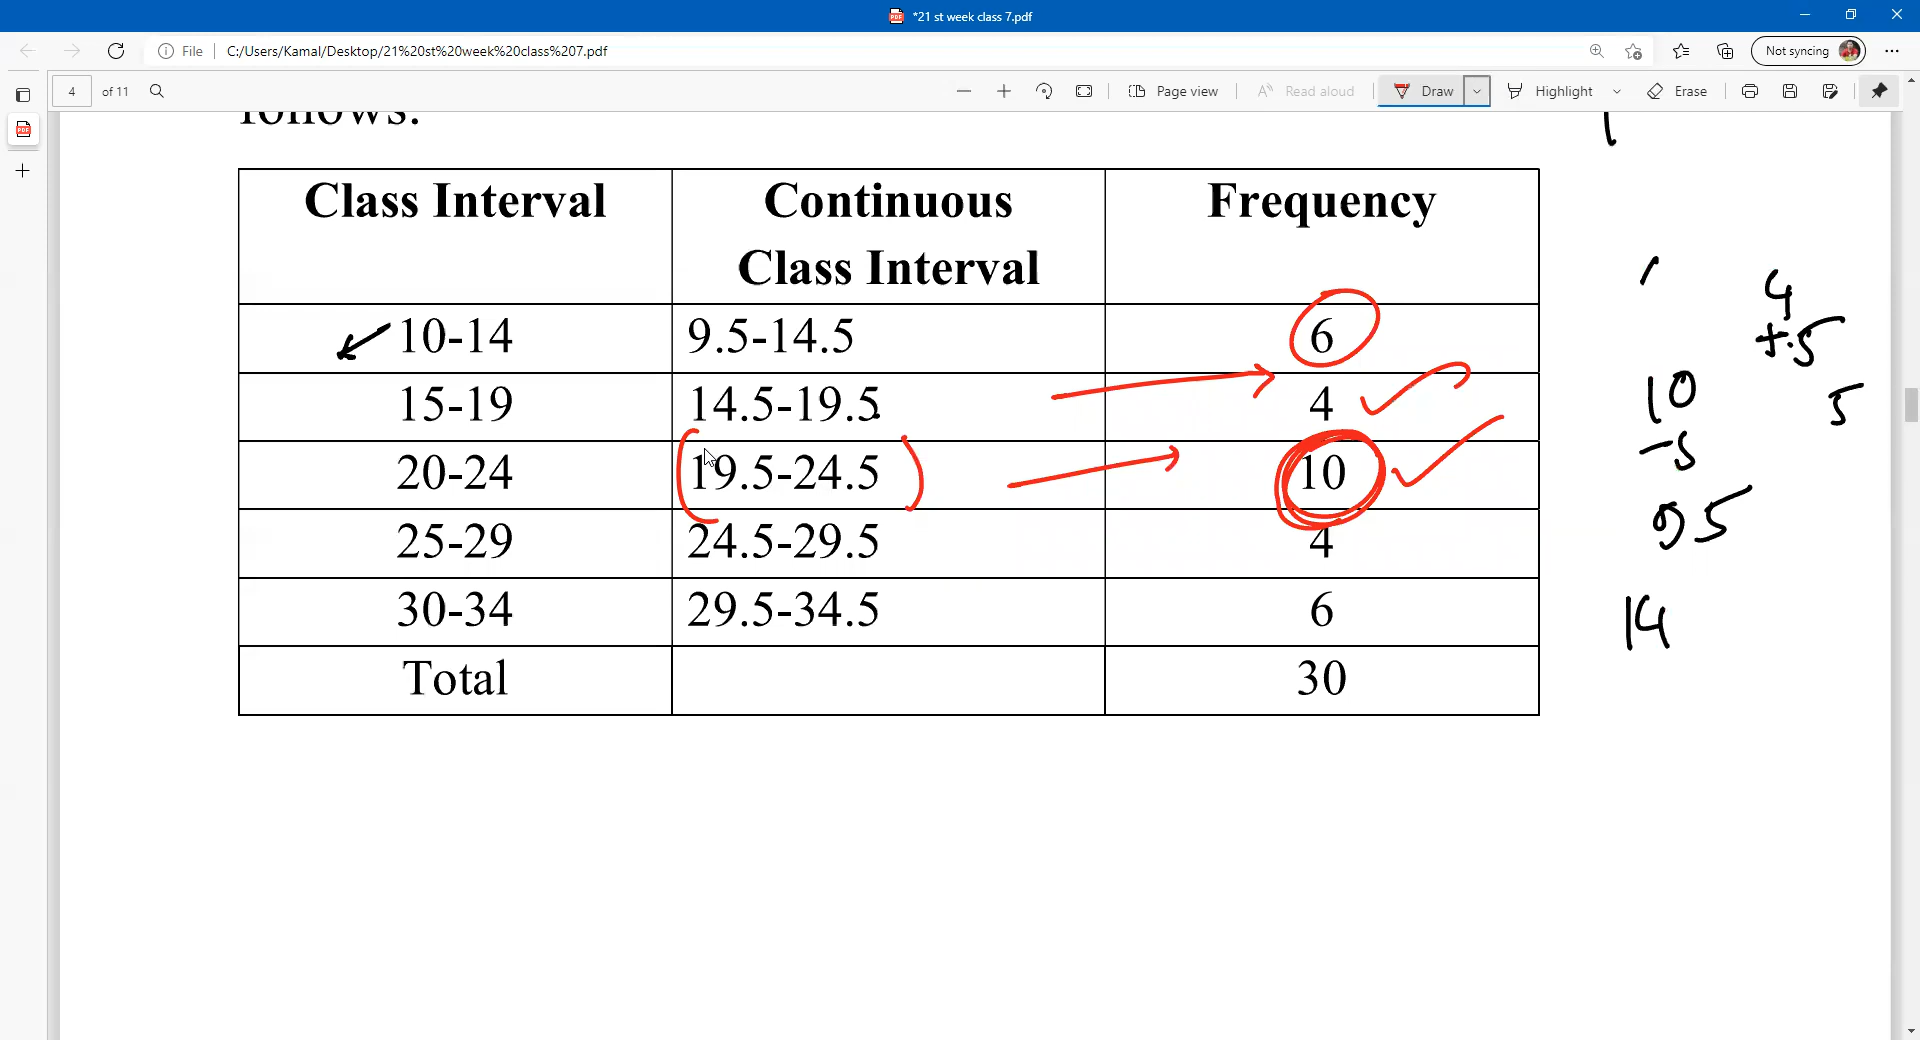 *21 st week class 7.pdf
File C:/Users/Kamal/Desktop/21%20st%20week%20class%207.pdf Not syncing
4 of 11 Page view Read aloud Draw Highlight Erase
follows:
Class Interval Continuous Class Interval Frequency
10-14 9.5-14.5 6
15-19 14.5-19.5 4
20-24 19.5-24.5 10
25-29 24.5-29.5 4
30-34 29.5-34.5 6
Total 30
4
+.5
5
10
-5
9 5
14